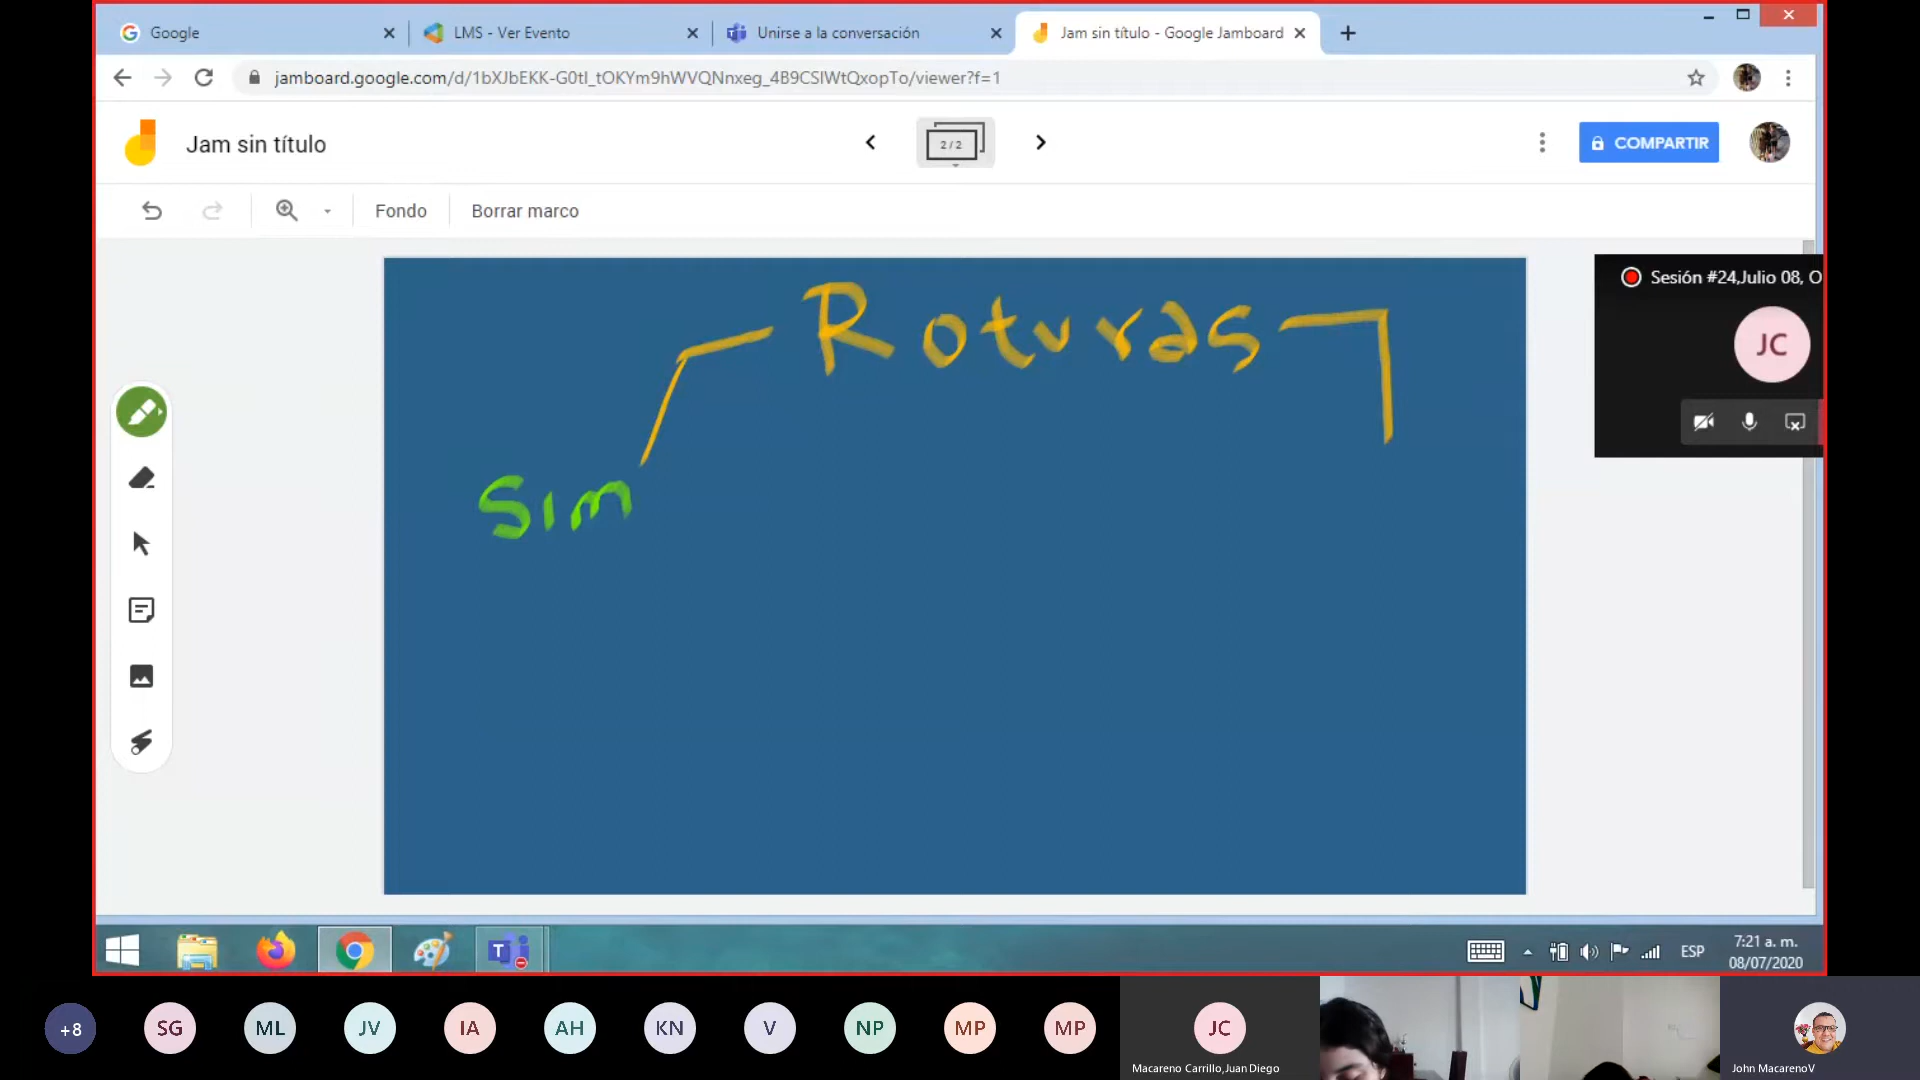 Google
LMS - Ver Evento
Unirse a la conversación
Jam sin título - Google Jamboard
jamboard.google.com/d/1bXJbEKK-G0tI_tOKYm9hWVQNnxeg_4B9CSIWtQxopTo/viewer?f=1
Jam sin título
2 / 2
COMPARTIR
Fondo
Borrar marco
Sesión #24,Julio 08, O
JC
Roturas
Sim
T
ESP
7:21 a. m.
08/07/2020
+8
SG
ML
JV
IA
AH
KN
V
NP
MP
MP
JC
Macareno Carrillo,Juan Diego
John MacarenoV